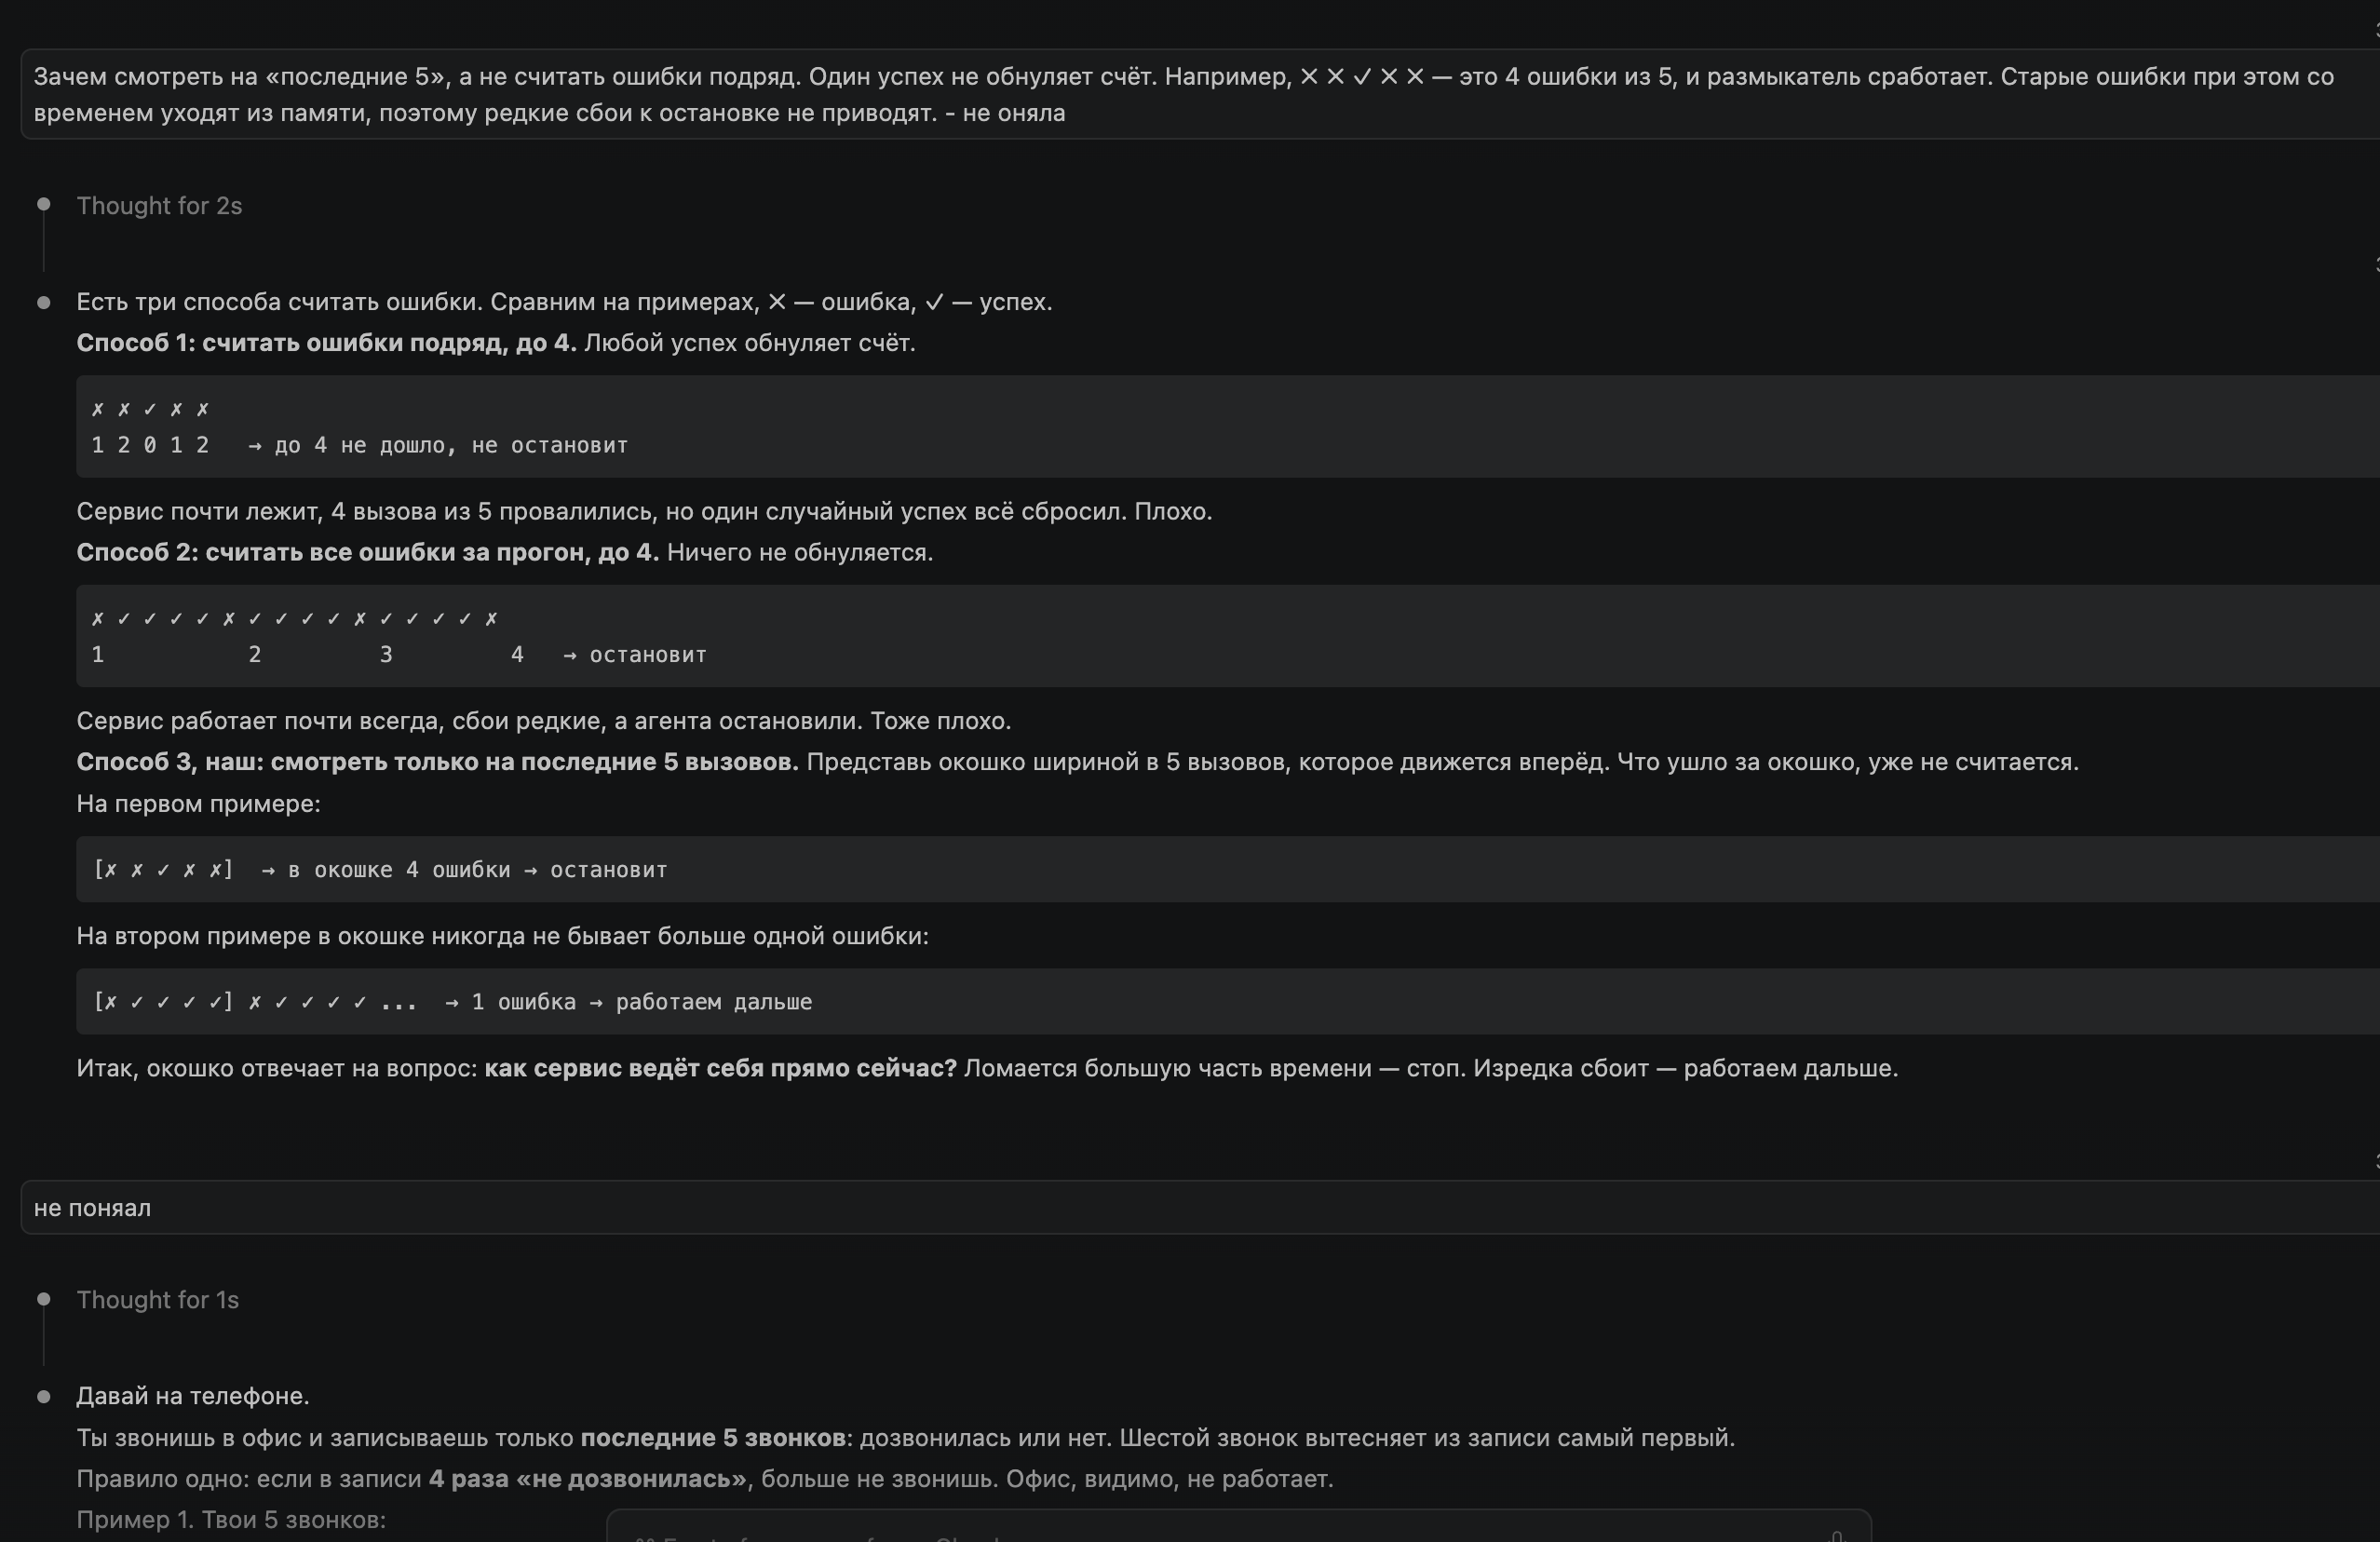 Зачем смотреть на «последние 5», а не считать ошибки подряд. Один успех не обнуляет счёт. Например, ✕ ✕ ✓ ✕ ✕ — это 4 ошибки из 5, и размыкатель сработает. Старые ошибки при этом со
временем уходят из памяти, поэтому редкие сбои к остановке не приводят. - не оняла
Thought for 2s
Есть три способа считать ошибки. Сравним на примерах, ✕ — ошибка, ✓ — успех.
Способ 1: считать ошибки подряд, до 4. Любой успех обнуляет счёт.
✗ ✗ ✓ ✗ ✗
1 2 0 1 2   → до 4 не дошло, не остановит
Сервис почти лежит, 4 вызова из 5 провалились, но один случайный успех всё сбросил. Плохо.
Способ 2: считать все ошибки за прогон, до 4. Ничего не обнуляется.
✗ ✓ ✓ ✓ ✓ ✗ ✓ ✓ ✓ ✓ ✗ ✓ ✓ ✓ ✓ ✗
1           2         3         4   → остановит
Сервис работает почти всегда, сбои редкие, а агента остановили. Тоже плохо.
Способ 3, наш: смотреть только на последние 5 вызовов. Представь окошко шириной в 5 вызовов, которое движется вперёд. Что ушло за окошко, уже не считается.
На первом примере:
[✗ ✗ ✓ ✗ ✗]  → в окошке 4 ошибки → остановит
На втором примере в окошке никогда не бывает больше одной ошибки:
[✗ ✓ ✓ ✓ ✓] ✗ ✓ ✓ ✓ ✓ ...  → 1 ошибка → работаем дальше
Итак, окошко отвечает на вопрос: как сервис ведёт себя прямо сейчас? Ломается большую часть времени — стоп. Изредка сбоит — работаем дальше.
не поняал
Thought for 1s
Давай на телефоне.
Ты звонишь в офис и записываешь только последние 5 звонков: дозвонилась или нет. Шестой звонок вытесняет из записи самый первый.
Правило одно: если в записи 4 раза «не дозвонилась», больше не звонишь. Офис, видимо, не работает.
Пример 1. Твои 5 звонков: